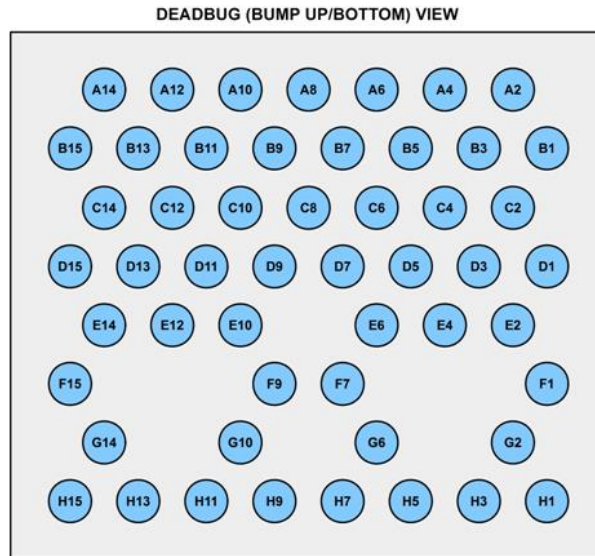 DEADBUG (BUMP UP/BOTTOM) VIEW
A14 A12 A10 A8 A6 A4 A2
B15 B13 B11 B9 B7 B5 B3 B1
C14 C12 C10 C8 C6 C4 C2
D15 D13 D11 D9 D7 D5 D3 D1
E14 E12 E10 E6 E4 E2
F15 F9 F7 F1
G14 G10 G6 G2
H15 H13 H11 H9 H7 H5 H3 H1